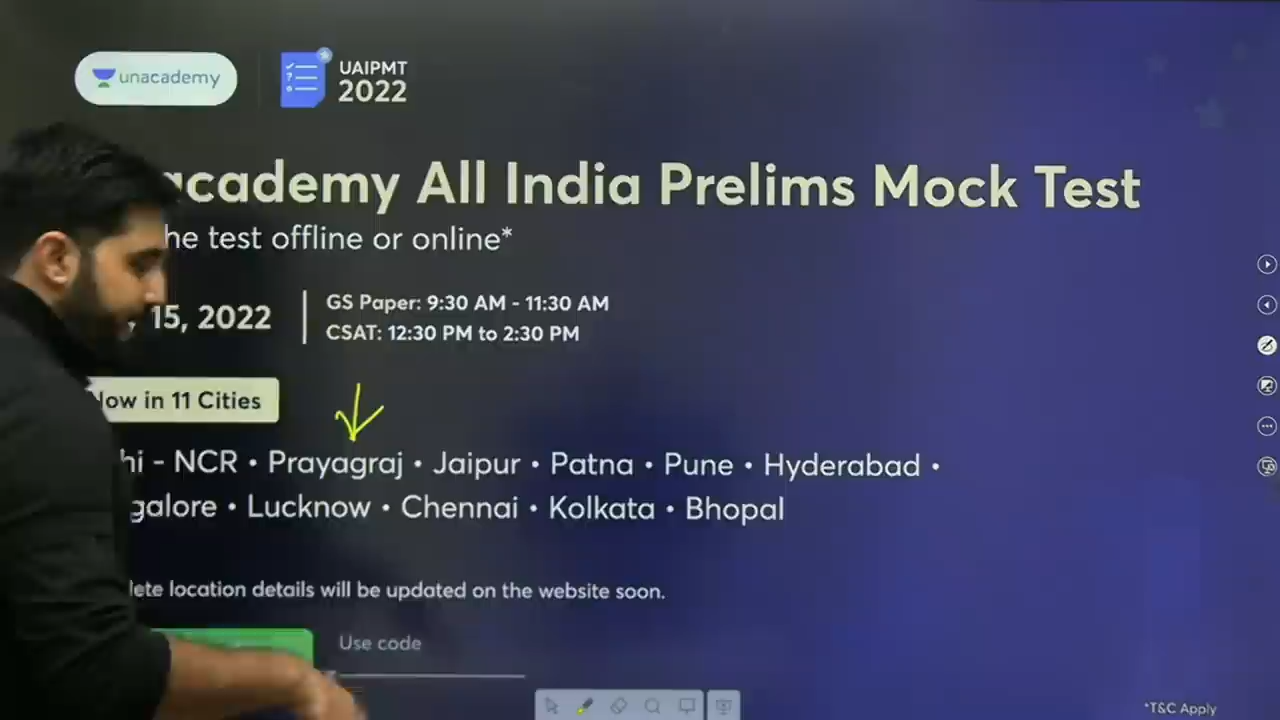 unacademy
UAIPMT
2022
academy All India Prelims Mock Test
he test offline or online*
15, 2022
GS Paper: 9:30 AM - 11:30 AM
CSAT: 12:30 PM to 2:30 PM
Now in 11 Cities
hi - NCR • Prayagraj • Jaipur • Patna • Pune • Hyderabad •
galore • Lucknow • Chennai • Kolkata • Bhopal
lete location details will be updated on the website soon.
Use code
*T&C Apply